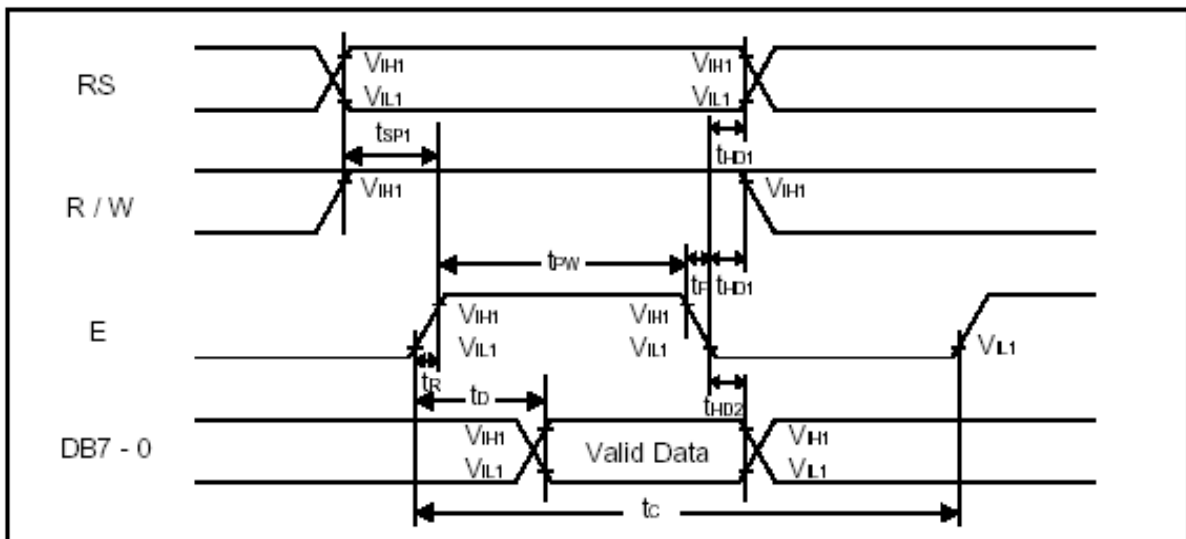 RS
VIH1 VIH1
VIL1 VIL1
tSP1
tHD1
R / W
VIH1 VIH1
tPW
tF tHD1
E
VIH1 VIH1
VIL1 VIL1 VIL1
tR
tD
tHD2
DB7 - 0
VIH1 Valid Data VIH1
VIL1 VIL1
tC